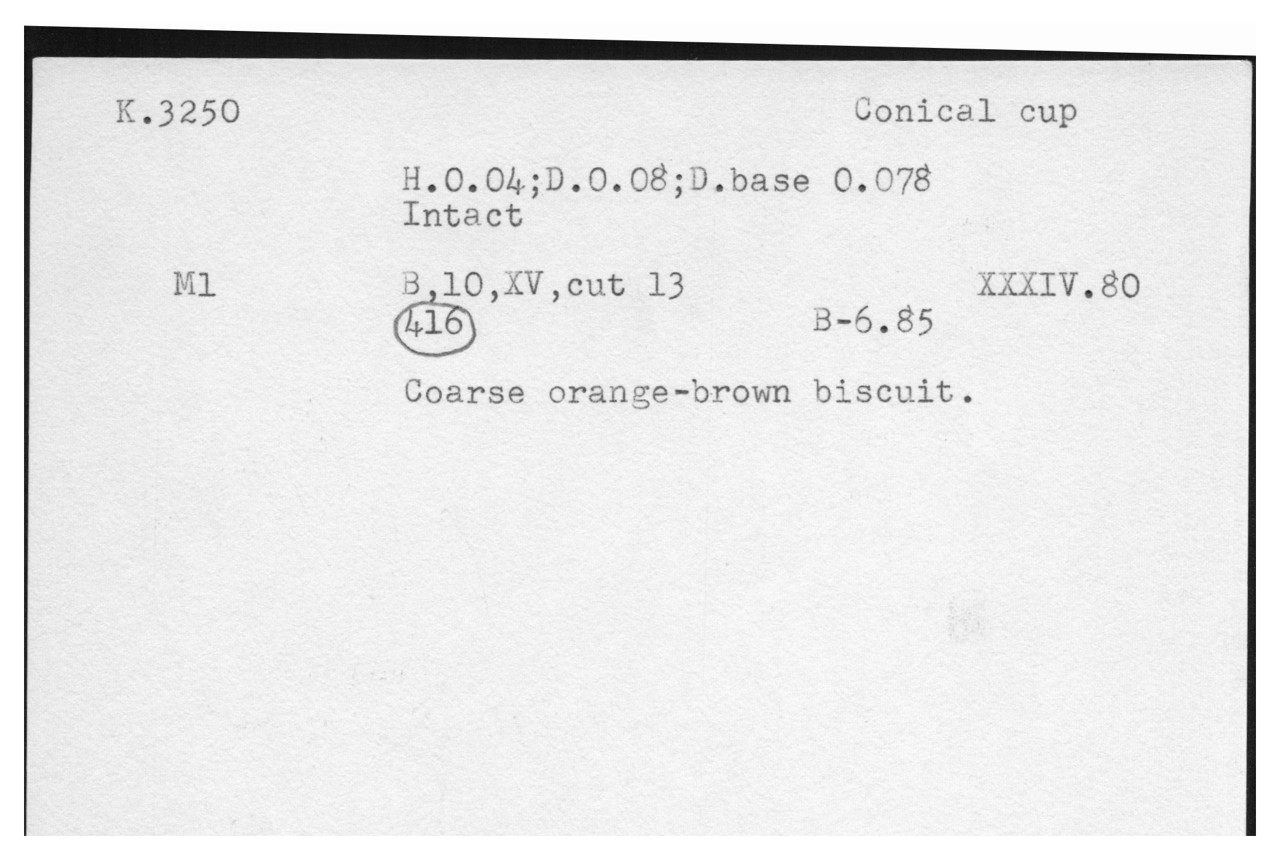 K.3250 Conical cup
H.0.04;D.0.08;D.base 0.078
Intact
M1 B,10,XV,cut 13 XXXIV.80
416 B-6.85
Coarse orange-brown biscuit.